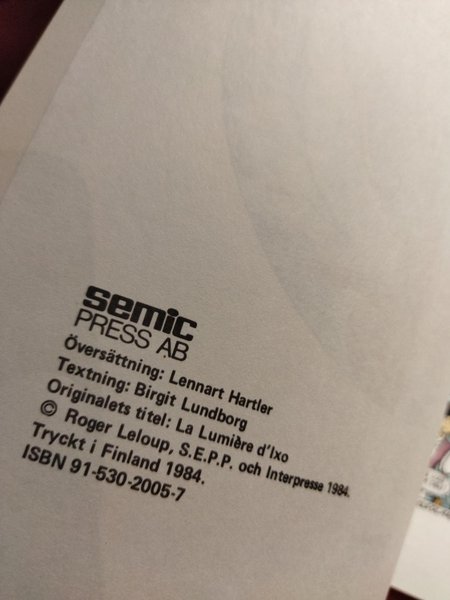 semic
PRESS AB
Översättning: Lennart Hartler
Textning: Birgit Lundborg
Originalets titel: La Lumière d'Ixo
© Roger Leloup, S.E.P.P. och Interpresse 1984.
Tryckt i Finland 1984.
ISBN 91-530-2005-7